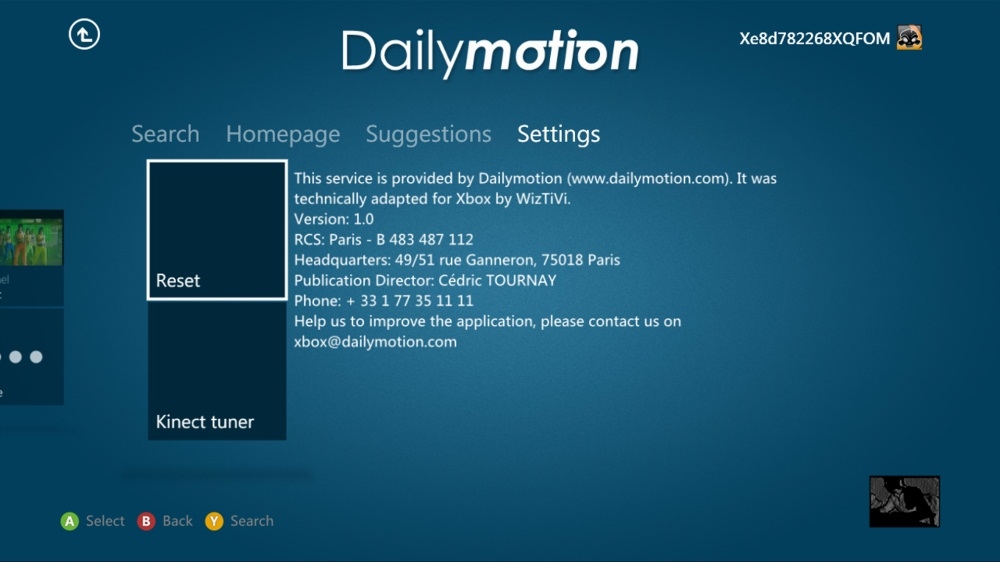 Dailymotion
Xe8d782268XQFOM
Search Homepage Suggestions Settings
This service is provided by Dailymotion (www.dailymotion.com). It was
technically adapted for Xbox by WizTiVi.
Version: 1.0
RCS: Paris - B 483 487 112
Headquarters: 49/51 rue Ganneron, 75018 Paris
Publication Director: Cédric TOURNAY
Phone: + 33 1 77 35 11 11
Help us to improve the application, please contact us on
xbox@dailymotion.com
Reset
Kinect tuner
A Select B Back Y Search